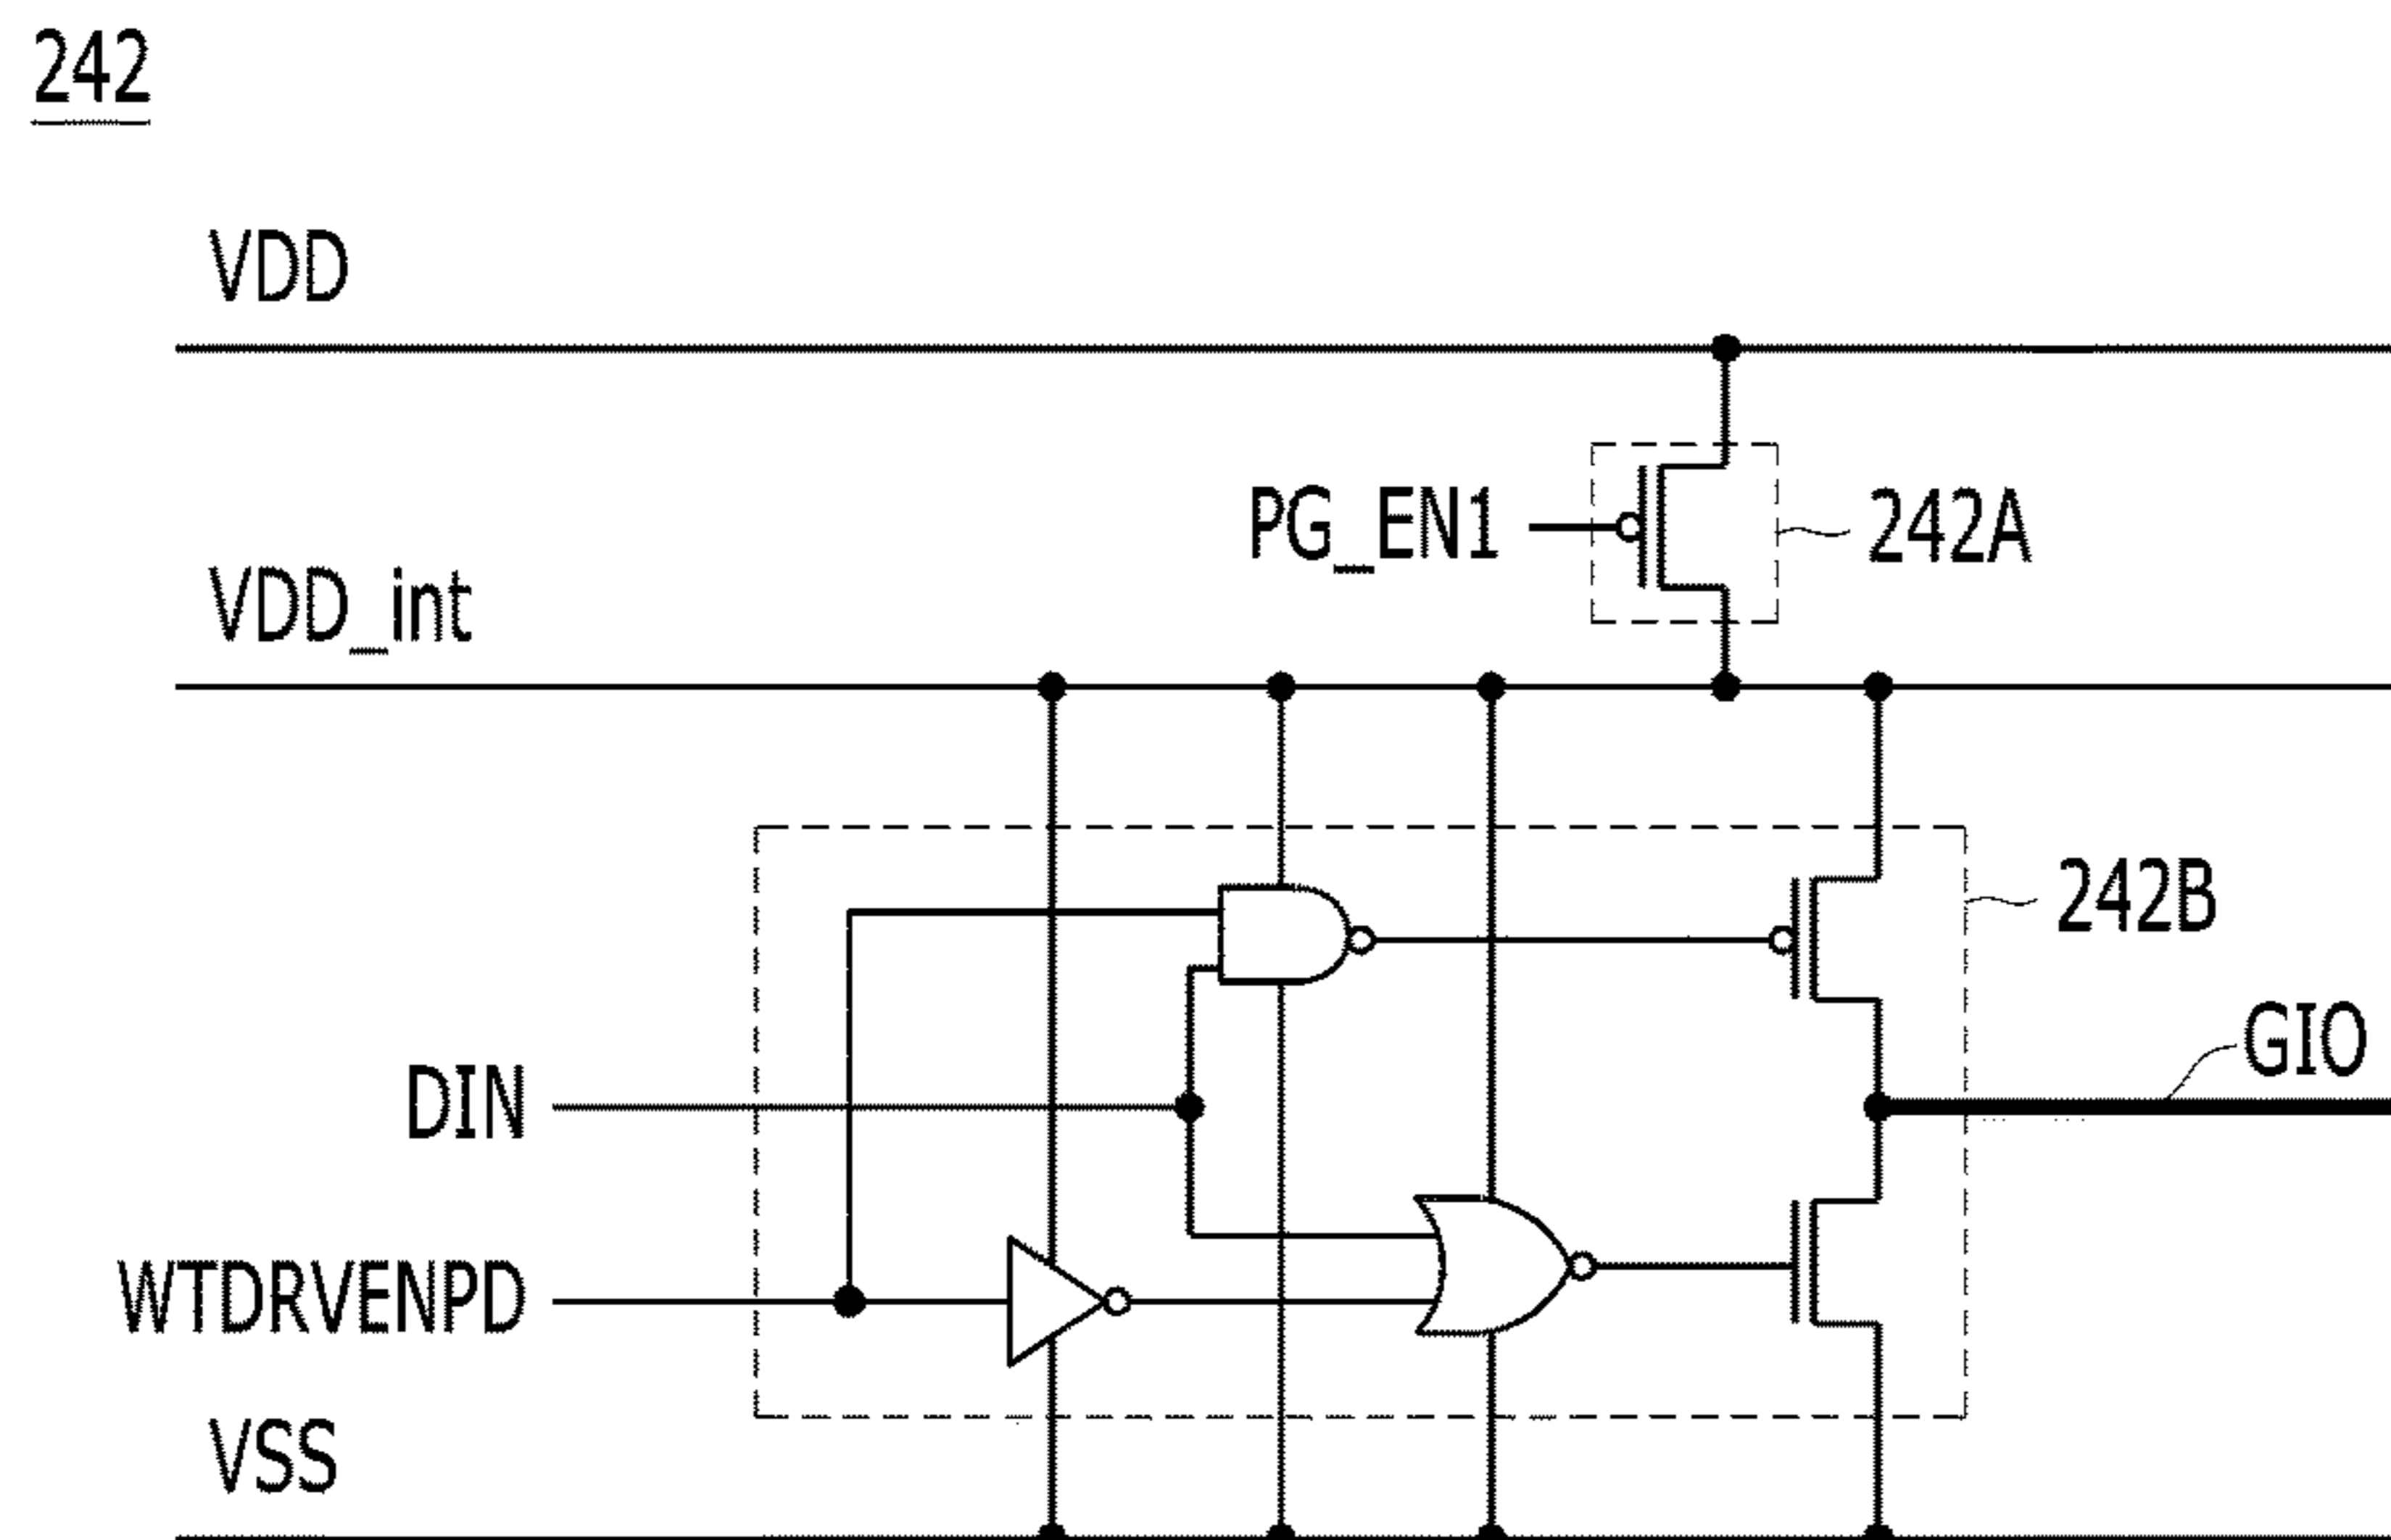 242
VDD
PG_EN1
242A
VDD_int
242B
GIO
DIN
WTDRVENPD
VSS